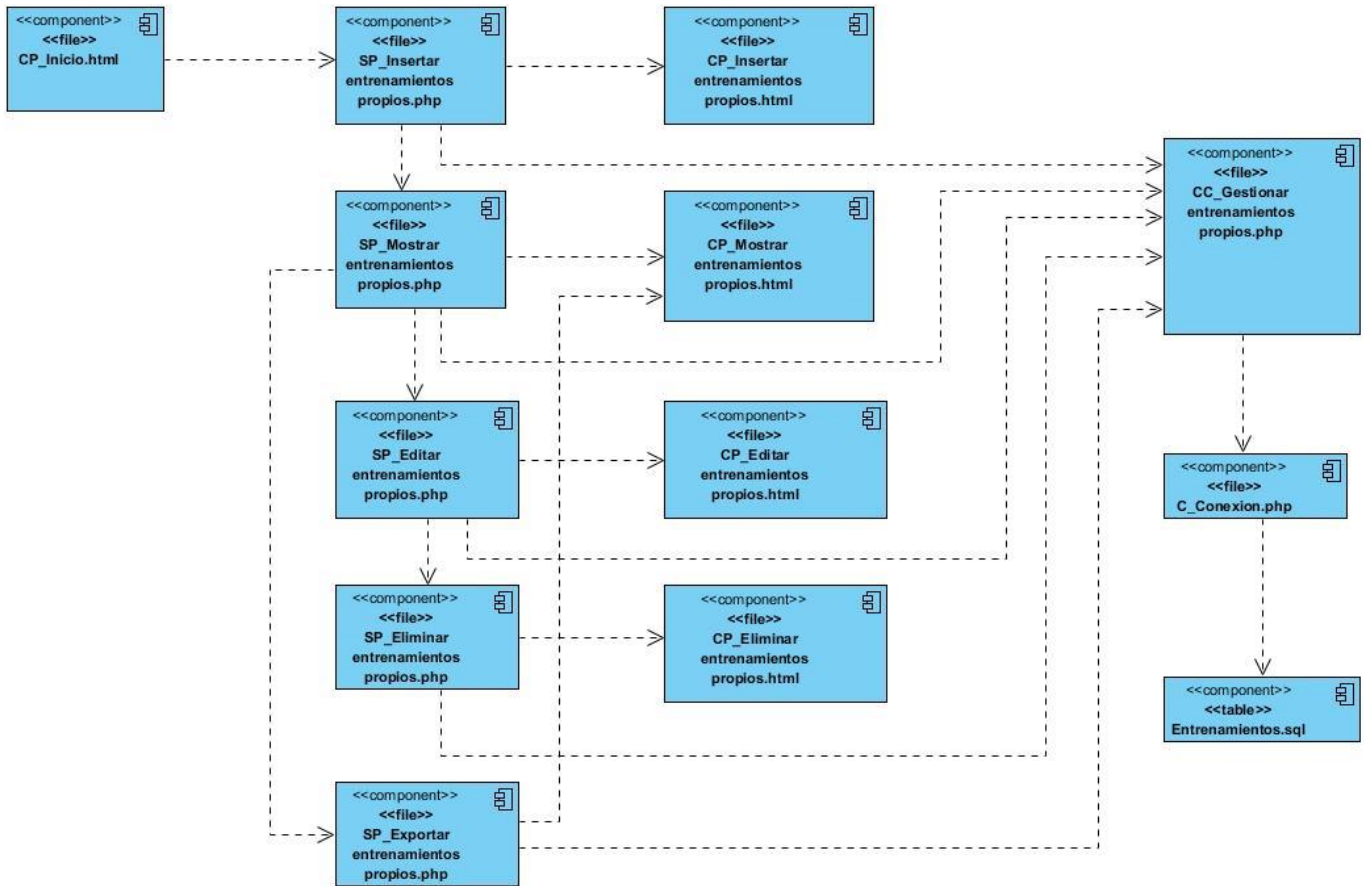 <<component>>
<<file>>
CP_Inicio.html
<<component>>
<<file>>
SP_Insertar
entrenamientos
propios.php
<<component>>
<<file>>
CP_Insertar
entrenamientos
propios.html
<<component>>
<<file>>
CC_Gestionar
entrenamientos
propios.php
<<component>>
<<file>>
SP_Mostrar
entrenamientos
propios.php
<<component>>
<<file>>
CP_Mostrar
entrenamientos
propios.html
<<component>>
<<file>>
SP_Editar
entrenamientos
propios.php
<<component>>
<<file>>
CP_Editar
entrenamientos
propios.html
<<component>>
<<file>>
C_Conexion.php
<<component>>
<<file>>
SP_Eliminar
entrenamientos
propios.php
<<component>>
<<file>>
CP_Eliminar
entrenamientos
propios.html
<<component>>
<<table>>
Entrenamientos.sql
<<component>>
<<file>>
SP_Exportar
entrenamientos
propios.php